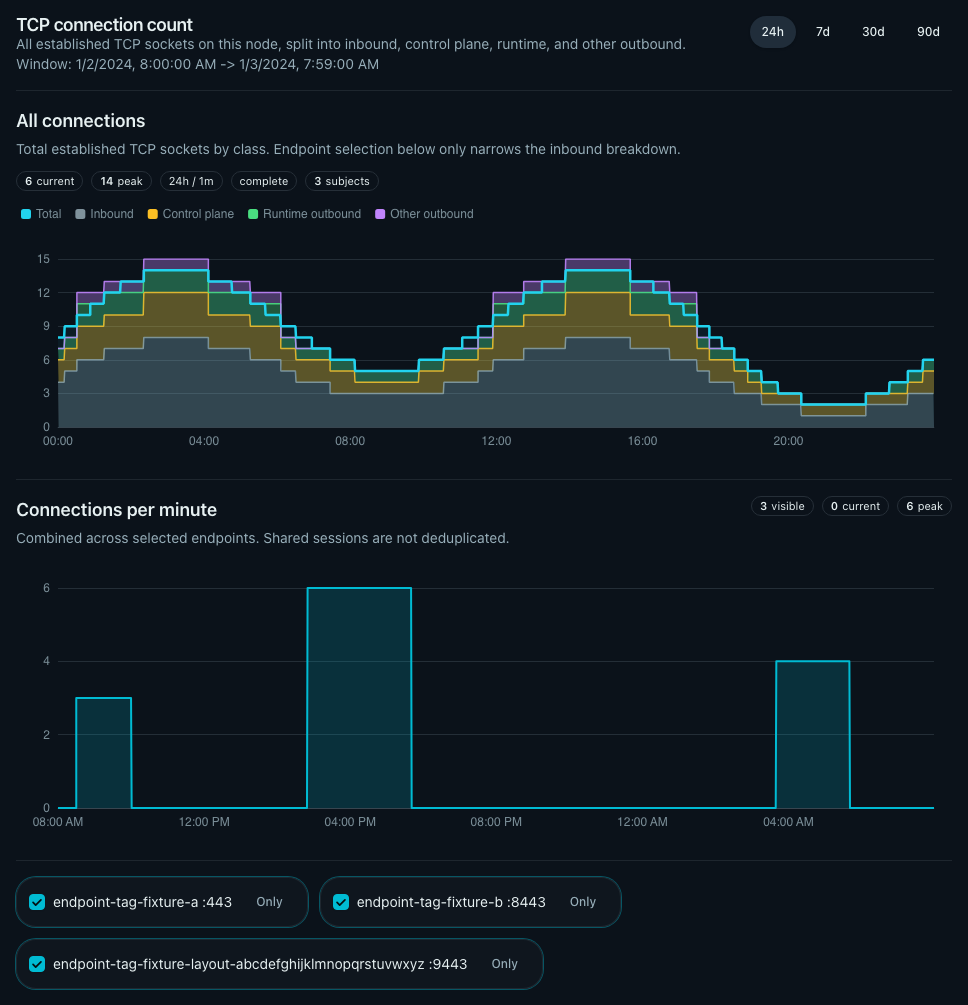 TCP connection count
All established TCP sockets on this node, split into inbound, control plane, runtime, and other outbound.
Window: 1/2/2024, 8:00:00 AM -> 1/3/2024, 7:59:00 AM
24h 7d 30d 90d
All connections
Total established TCP sockets by class. Endpoint selection below only narrows the inbound breakdown.
6 current 14 peak 24h / 1m complete 3 subjects
Total Inbound Control plane Runtime outbound Other outbound
15
12
9
6
3
0
00:00 04:00 08:00 12:00 16:00 20:00
Connections per minute
3 visible 0 current 6 peak
Combined across selected endpoints. Shared sessions are not deduplicated.
6
4
2
0
08:00 AM 12:00 PM 04:00 PM 08:00 PM 12:00 AM 04:00 AM
endpoint-tag-fixture-a :443 Only
endpoint-tag-fixture-b :8443 Only
endpoint-tag-fixture-layout-abcdefghijklmnopqrstuvwxyz :9443 Only